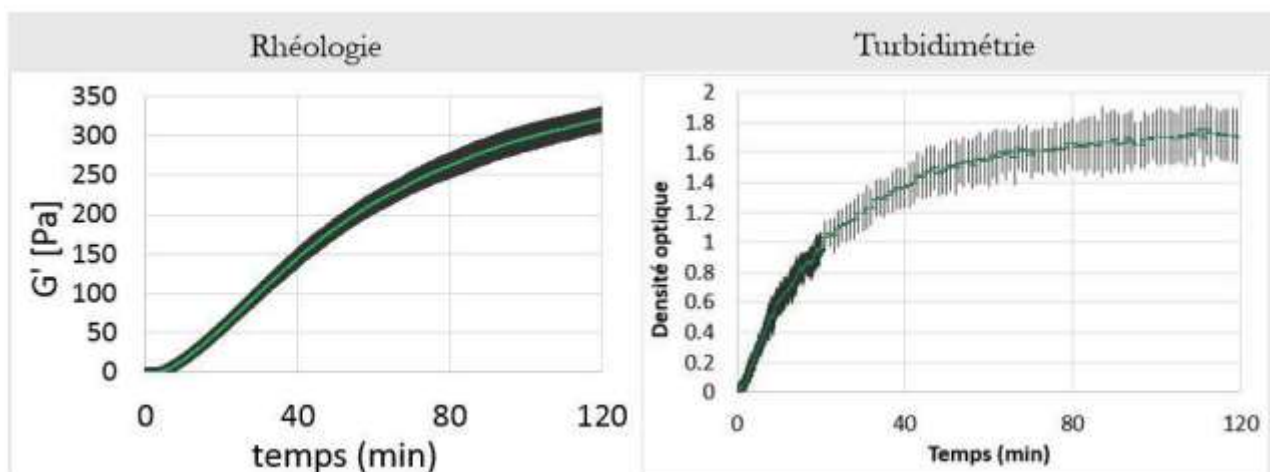 Rhéologie
Turbidimétrie
G' [Pa]
350
300
250
200
150
100
50
0
0 40 80 120
temps (min)
Densité optique
2
1.8
1.6
1.4
1.2
1
0.8
0.6
0.4
0.2
0
0 40 80 120
Temps (min)